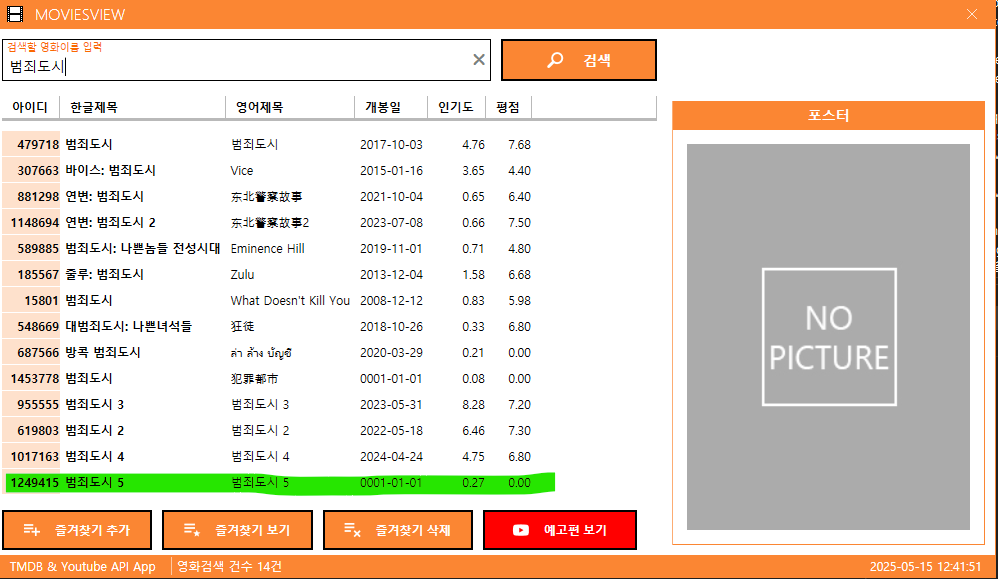 MOVIESVIEW
검색할 영화이름 입력
범죄도시
검색
아이디 한글제목 영어제목 개봉일 인기도 평점
포스터
479718 범죄도시 범죄도시 2017-10-03 4.76 7.68
307663 바이스: 범죄도시 Vice 2015-01-16 3.65 4.40
881298 연변: 범죄도시 东北警察故事 2021-10-04 0.65 6.40
1148694 연변: 범죄도시 2 东北警察故事2 2023-07-08 0.66 7.50
589885 범죄도시: 나쁜놈들 전성시대 Eminence Hill 2019-11-01 0.71 4.80
185567 줄루: 범죄도시 Zulu 2013-12-04 1.58 6.68
15801 범죄도시 What Doesn't Kill You 2008-12-12 0.83 5.98
548669 대범죄도시: 나쁜녀석들 狂徒 2018-10-26 0.33 6.80
687566 방콕 범죄도시 ล่า ล้าง บัญชี 2020-03-29 0.21 0.00
1453778 범죄도시 犯罪都市 0001-01-01 0.08 0.00
955555 범죄도시 3 범죄도시 3 2023-05-31 8.28 7.20
619803 범죄도시 2 범죄도시 2 2022-05-18 6.46 7.30
1017163 범죄도시 4 범죄도시 4 2024-04-24 4.75 6.80
1249415 범죄도시 5 범죄도시 5 0001-01-01 0.27 0.00
NO
PICTURE
즐겨찾기 추가 즐겨찾기 보기 즐겨찾기 삭제 예고편 보기
TMDB & Youtube API App 영화검색 건수 14건 2025-05-15 12:41:51